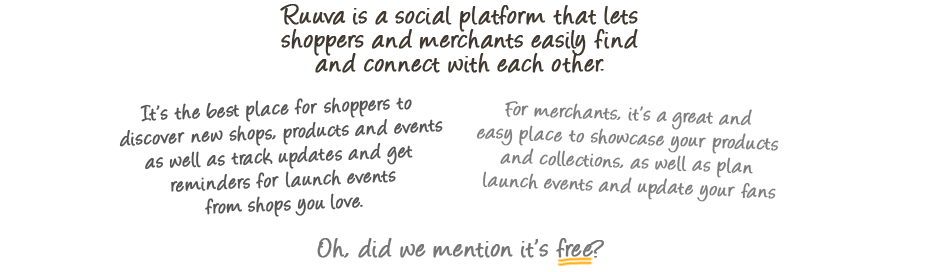 Ruuva is a social platform that lets
shoppers and merchants easily find
and connect with each other.
It's the best place for shoppers to
discover new shops, products and events
as well as track updates and get
reminders for launch events
from shops you love.
For merchants, it's a great and
easy place to showcase your products
and collections, as well as plan
launch events and update your fans
Oh, did we mention it's free?